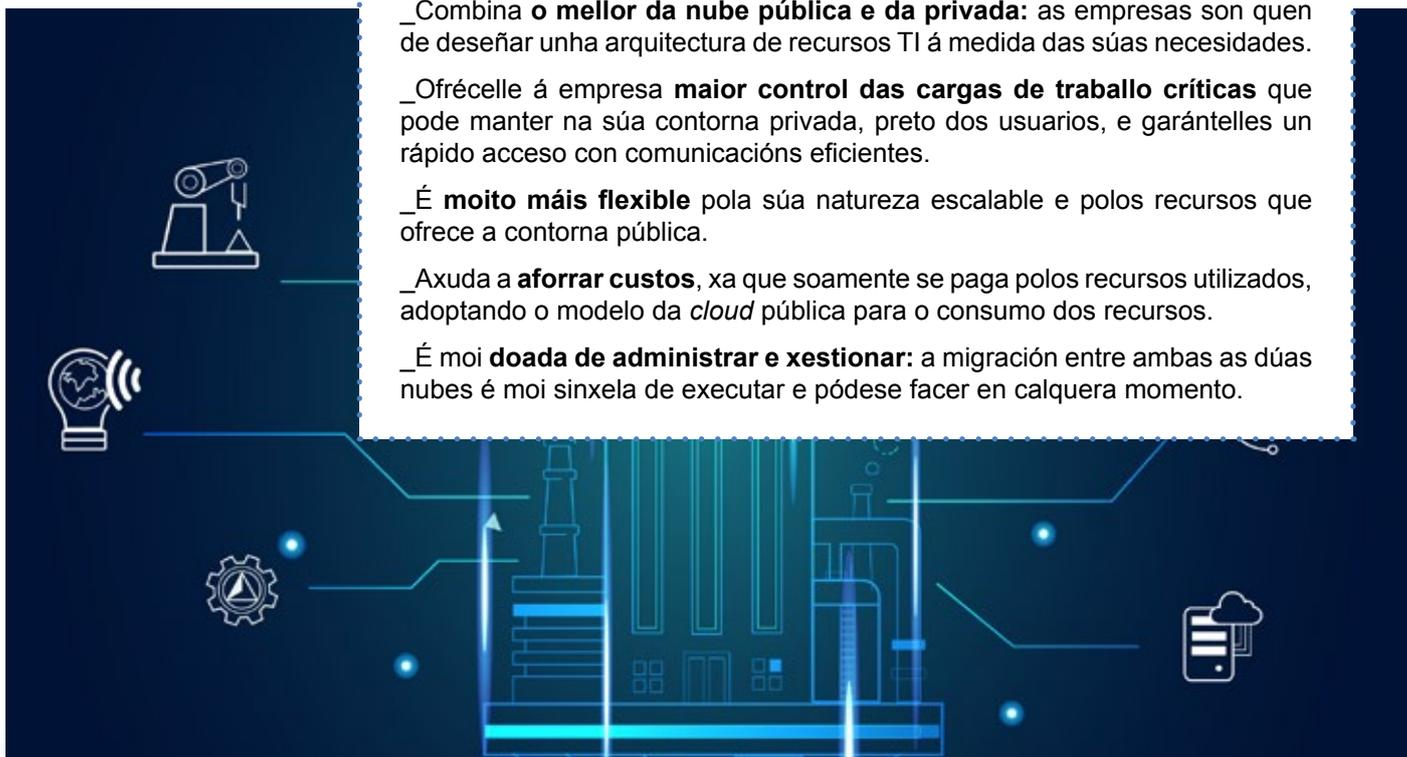 _Combina o mellor da nube pública e da privada: as empresas son quen
de deseñar unha arquitectura de recursos TI á medida das súas necesidades.
_Ofrécelle á empresa maior control das cargas de traballo críticas que
pode manter na súa contorna privada, preto dos usuarios, e garántelles un
rápido acceso con comunicacións eficientes.
_É moito máis flexible pola súa natureza escalable e polos recursos que
ofrece a contorna pública.
_Axuda a aforrar custos, xa que soamente se paga polos recursos utilizados,
adoptando o modelo da cloud pública para o consumo dos recursos.
_É moi doada de administrar e xestionar: a migración entre ambas as dúas
nubes é moi sinxela de executar e pódese facer en calquera momento.